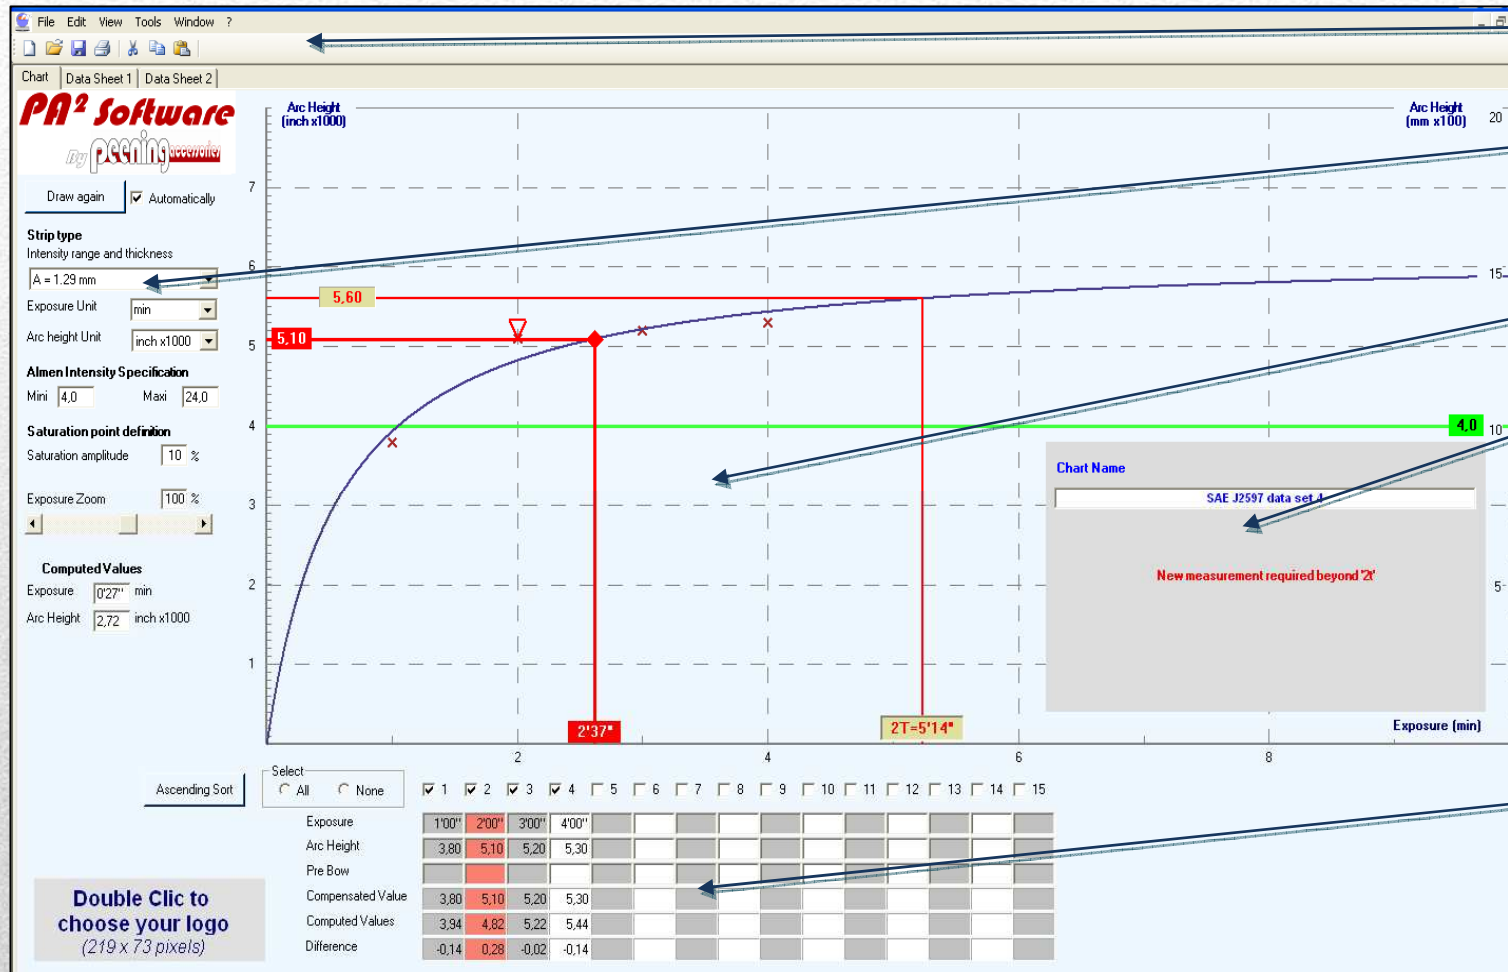 File Edit View Tools Window ?
Chart Data Sheet 1 Data Sheet 2
PA² Software
By peening accessories
Draw again Automatically
Strip type
Intensity range and thickness
A = 1.29 mm
Exposure Unit min
Arc height Unit inch x1000
Almen Intensity Specification
Mini 4,0 Maxi 24,0
Saturation point definition
Saturation amplitude 10 %
Exposure Zoom 100 %
Computed Values
Exposure 0'27" min
Arc Height 2,72 inch x1000
Arc Height
(inch x1000)
7
6
5
4
3
2
1
5,60
5,10
Arc Height
(mm x100)
20
15
10
5
4,0
Chart Name
SAE J2597 data set 4
New measurement required beyond '2t'
2'37"
2T=5'14"
Exposure (min)
2 4 6 8
Ascending Sort
Select
All None
1 2 3 4 5 6 7 8 9 10 11 12 13 14 15
Exposure 1'00" 2'00" 3'00" 4'00"
Arc Height 3,80 5,10 5,20 5,30
Pre Bow
Compensated Value 3,80 5,10 5,20 5,30
Computed Values 3,94 4,82 5,22 5,44
Difference -0,14 0,28 -0,02 -0,14
Double Clic to
choose your logo
(219 x 73 pixels)